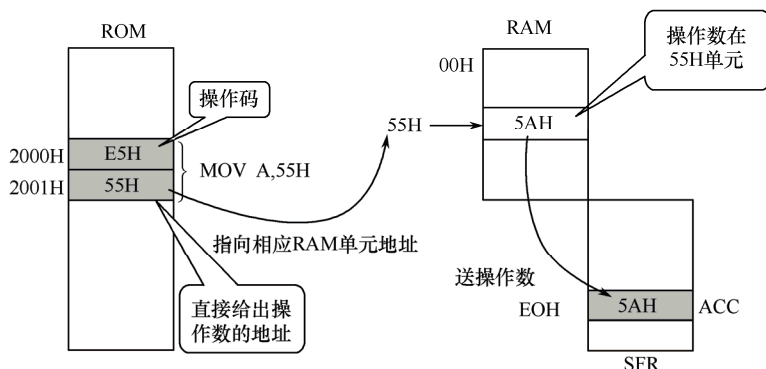 ROM
RAM
操作数在
55H单元
00H
操作码
5AH
55H
2000H
E5H
MOV A,55H
2001H
55H
指向相应RAM单元地址
送操作数
直接给出操
作数的地址
EOH
5AH
ACC
SFR